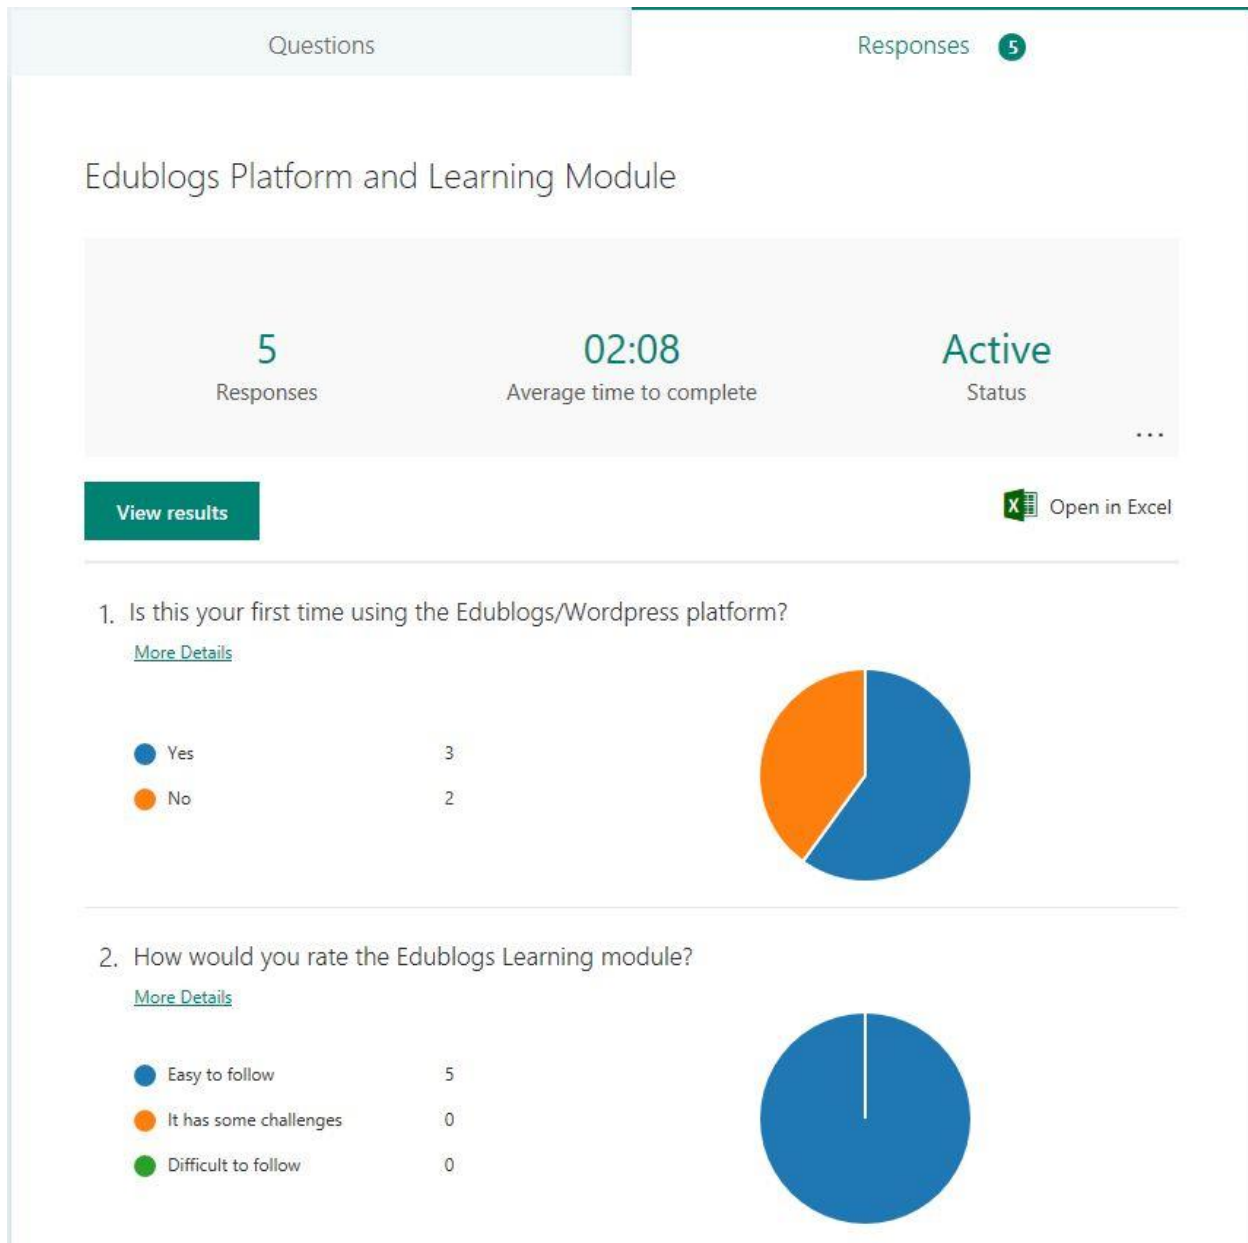 Questions
Responses 5
Edublogs Platform and Learning Module
5 02:08 Active
Responses Average time to complete Status
...
View results
Open in Excel
1. Is this your first time using the Edublogs/Wordpress platform?
More Details
Yes 3
No 2
2. How would you rate the Edublogs Learning module?
More Details
Easy to follow 5
It has some challenges 0
Difficult to follow 0